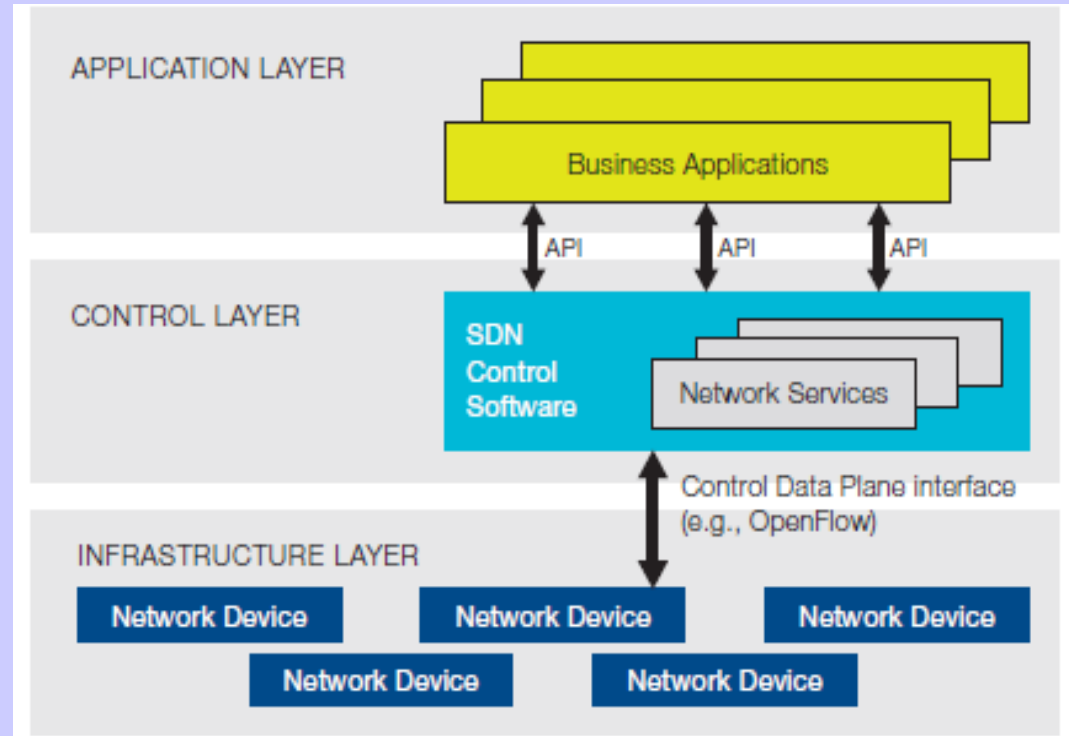 APPLICATION LAYER
Business Applications
API
API
API
CONTROL LAYER
SDN
Control
Software
Network Services
Control Data Plane interface
(e.g., OpenFlow)
INFRASTRUCTURE LAYER
Network Device
Network Device
Network Device
Network Device
Network Device